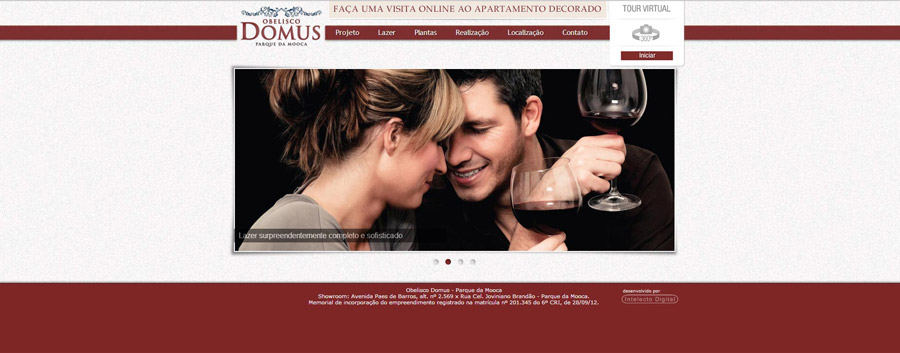 OBELISCO
DOMUS
PARQUE DA MOOCA
FAÇA UMA VISITA ONLINE AO APARTAMENTO DECORADO
TOUR VIRTUAL
360°
Iniciar
Projeto Lazer Plantas Realização Localização Contato
Lazer surpreendentemente completo e sofisticado
Obelisco Domus - Parque da Mooca
Showroom: Avenida Paes de Barros, alt. nº 2.569 x Rua Cel. Joviniano Brandão - Parque da Mooca.
Memorial de incorporação do empreendimento registrado na matrícula nº 201.345 do 6º CRI, de 28/09/12.
desenvolvido por:
Intelecto Digital